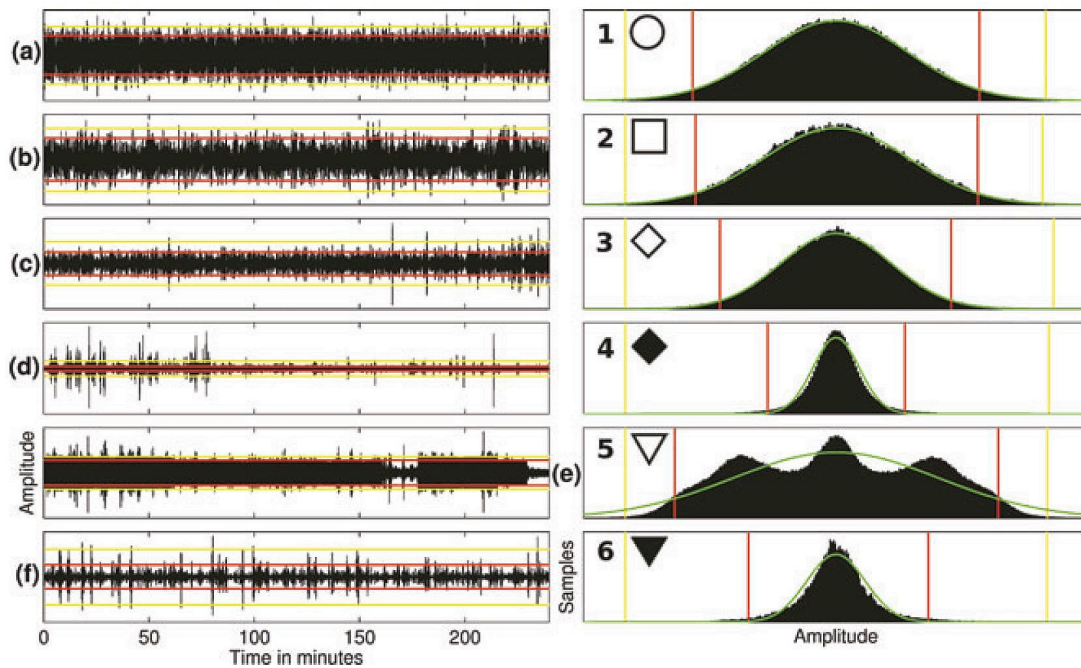 (a)
1
(b)
2
(c)
3
(d)
4
Amplitude
(e)
5
(f)
Samples
6
0 50 100 150 200
Time in minutes
Amplitude